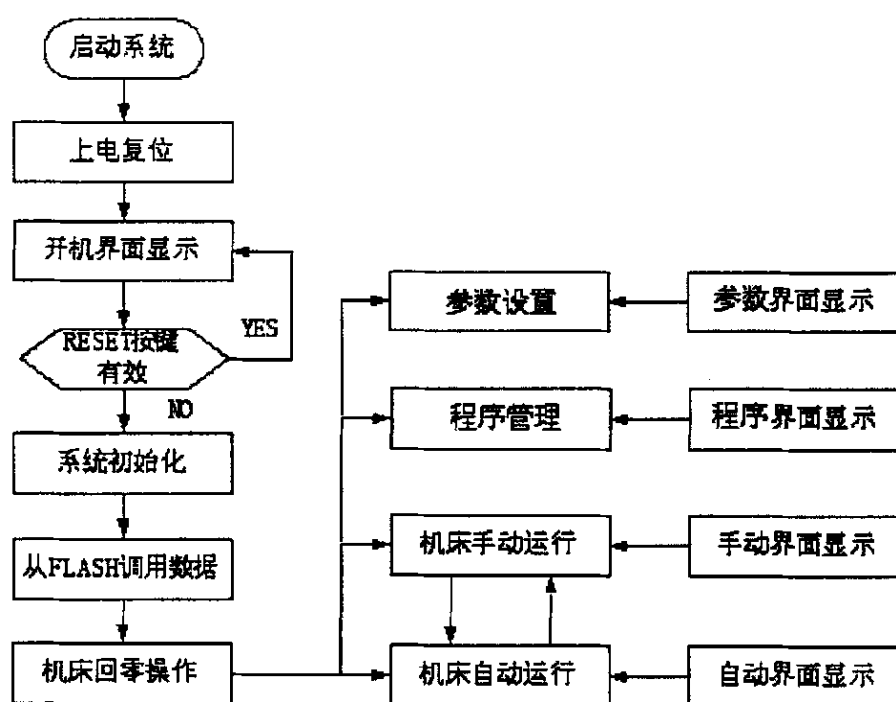 启动系统
上电复位
开机界面显示
RESET按键
有效
YES
NO
系统初始化
从FLASH调用数据
机床回零操作
参数设置
参数界面显示
程序管理
程序界面显示
机床手动运行
手动界面显示
机床自动运行
自动界面显示